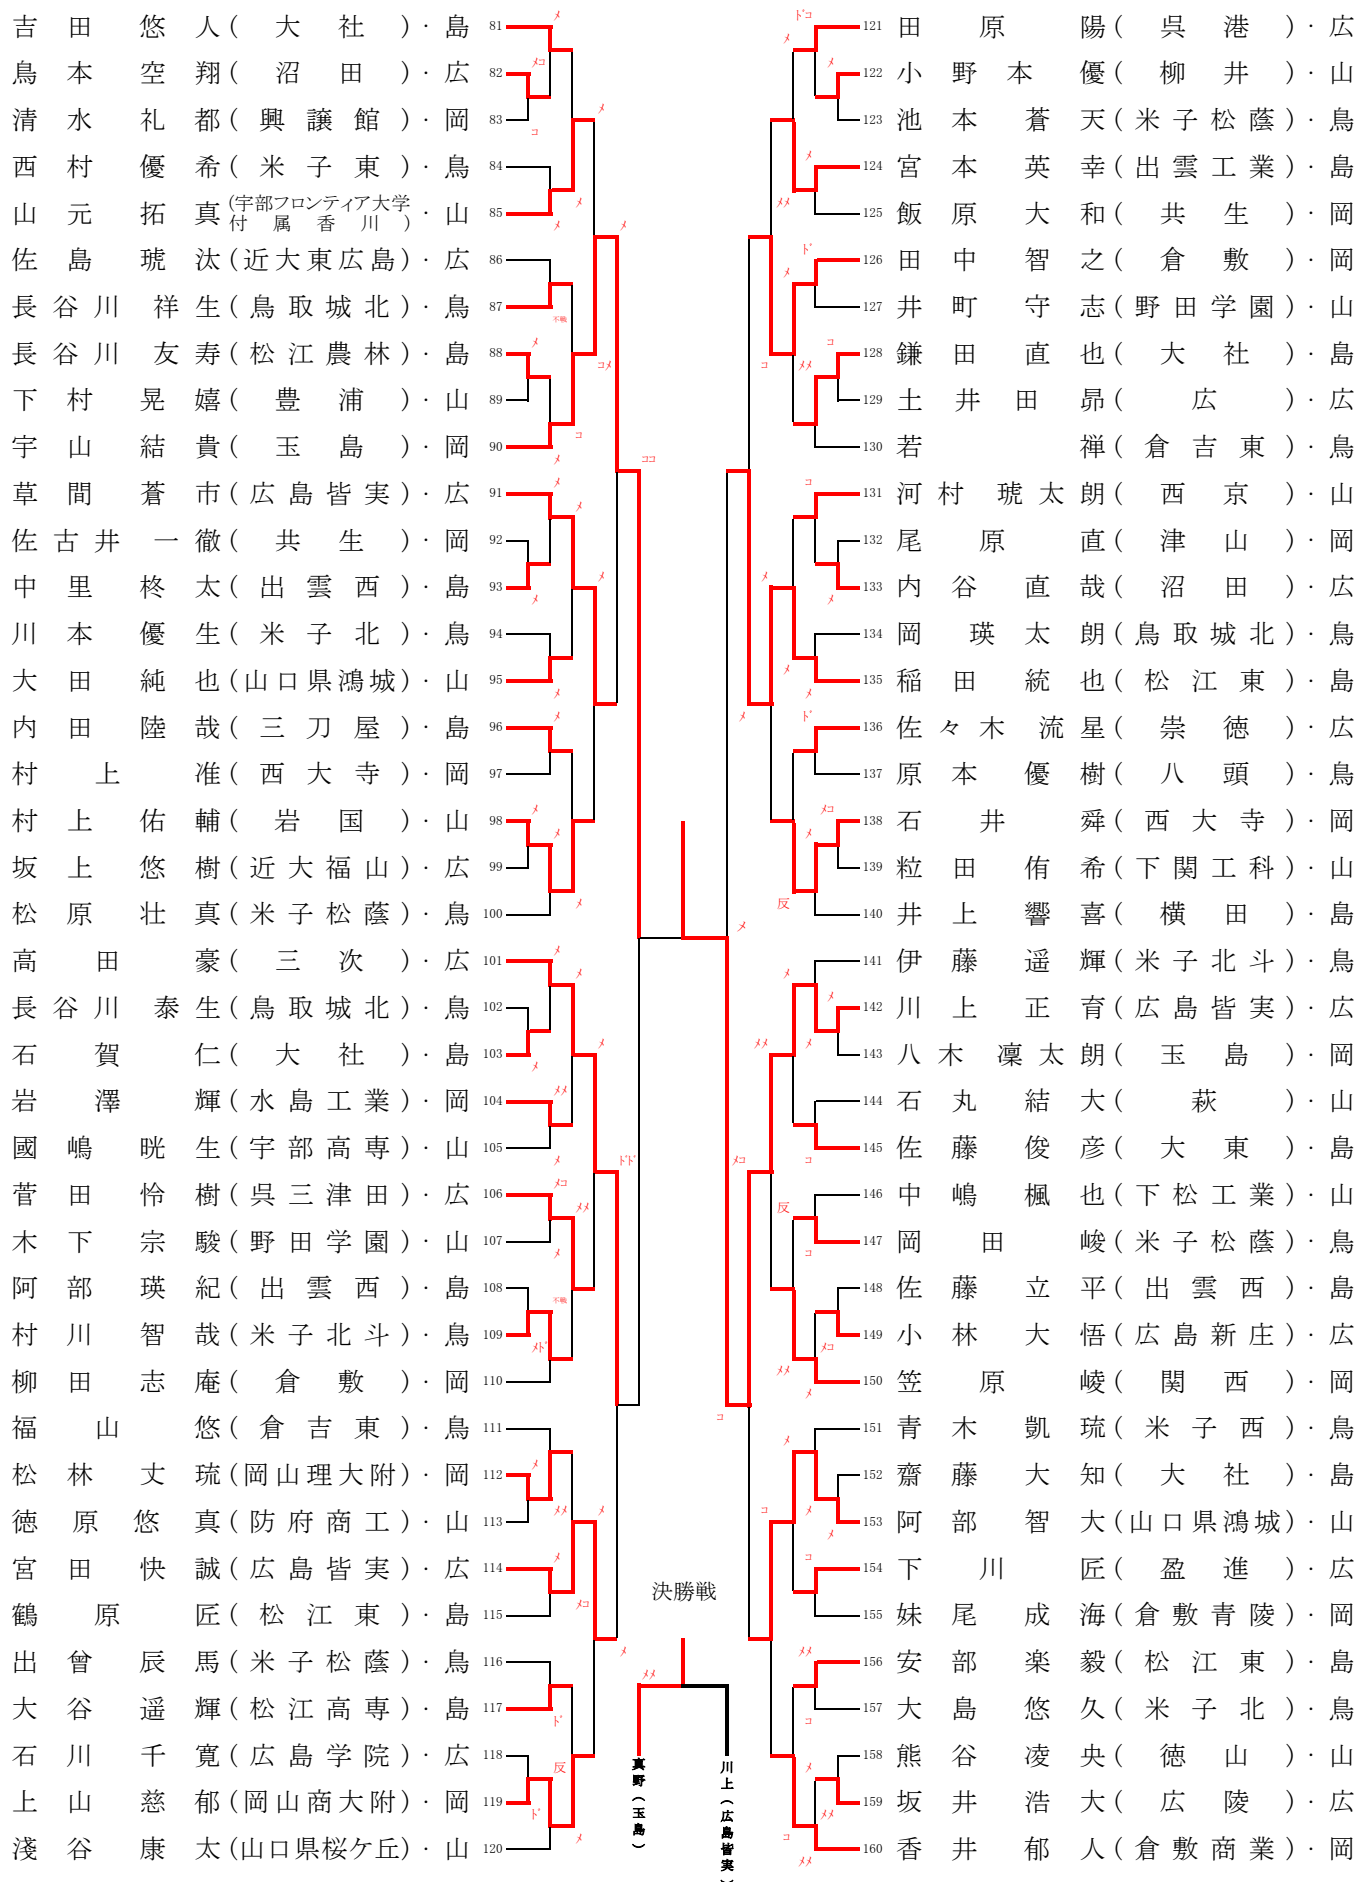 吉田悠人(大社)・島 81
鳥本空翔(沼田)・広 82
清水礼都(興譲館)・岡 83
西村優希(米子東)・鳥 84
山元拓真(宇部フロンティア大学付属香川)・山 85
佐島琥汰(近大東広島)・広 86
長谷川祥生(鳥取城北)・鳥 87
長谷川友寿(松江農林)・島 88
下村晃嬉(豊浦)・山 89
宇山結貴(玉島)・岡 90
草間蒼市(広島皆実)・広 91
佐古井一徹(共生)・岡 92
中里柊太(出雲西)・島 93
川本優生(米子北)・鳥 94
大田純也(山口県鴻城)・山 95
内田陸哉(三刀屋)・島 96
村上准(西大寺)・岡 97
村上佑輔(岩国)・山 98
坂上悠樹(近大福山)・広 99
松原壮真(米子松蔭)・鳥 100
高田豪(三次)・広 101
長谷川泰生(鳥取城北)・鳥 102
石賀仁(大社)・島 103
岩澤輝(水島工業)・岡 104
國嶋晄生(宇部高専)・山 105
菅田怜樹(呉三津田)・広 106
木下宗駿(野田学園)・山 107
阿部瑛紀(出雲西)・島 108
村川智哉(米子北斗)・鳥 109
柳田志庵(倉敷)・岡 110
福山悠(倉吉東)・鳥 111
松林丈琉(岡山理大附)・岡 112
徳原悠真(防府商工)・山 113
宮田快誠(広島皆実)・広 114
鶴原匠(松江東)・島 115
出曾辰馬(米子松蔭)・鳥 116
大谷遥輝(松江高専)・島 117
石川千寛(広島学院)・広 118
上山慈郁(岡山商大附)・岡 119
淺谷康太(山口県桜ケ丘)・山 120
121 田原陽(呉港)・広
122 小野本優(柳井)・山
123 池本蒼天(米子松蔭)・鳥
124 宮本英幸(出雲工業)・島
125 飯原大和(共生)・岡
126 田中智之(倉敷)・岡
127 井町守志(野田学園)・山
128 鎌田直也(大社)・島
129 土井田昴(広)・広
130 若禅(倉吉東)・鳥
131 河村琥太朗(西京)・山
132 尾原直(津山)・岡
133 内谷直哉(沼田)・広
134 岡瑛太朗(鳥取城北)・鳥
135 稲田統也(松江東)・島
136 佐々木流星(崇徳)・広
137 原本優樹(八頭)・鳥
138 石井舜(西大寺)・岡
139 粒田侑希(下関工科)・山
140 井上響喜(横田)・島
141 伊藤遥輝(米子北斗)・鳥
142 川上正育(広島皆実)・広
143 八木凜太朗(玉島)・岡
144 石丸結大(萩)・山
145 佐藤俊彦(大東)・島
146 中嶋楓也(下松工業)・山
147 岡田峻(米子松蔭)・鳥
148 佐藤立平(出雲西)・島
149 小林大悟(広島新庄)・広
150 笠原崚(関西)・岡
151 青木凱琉(米子西)・鳥
152 齋藤大知(大社)・島
153 阿部智大(山口県鴻城)・山
154 下川匠(盈進)・広
155 妹尾成海(倉敷青陵)・岡
156 安部楽毅(松江東)・島
157 大島悠久(米子北)・鳥
158 熊谷凌央(徳山)・山
159 坂井浩大(広陵)・広
160 香井郁人(倉敷商業)・岡
決勝戦
メメ
真野(玉島)
川上(広島皆実)